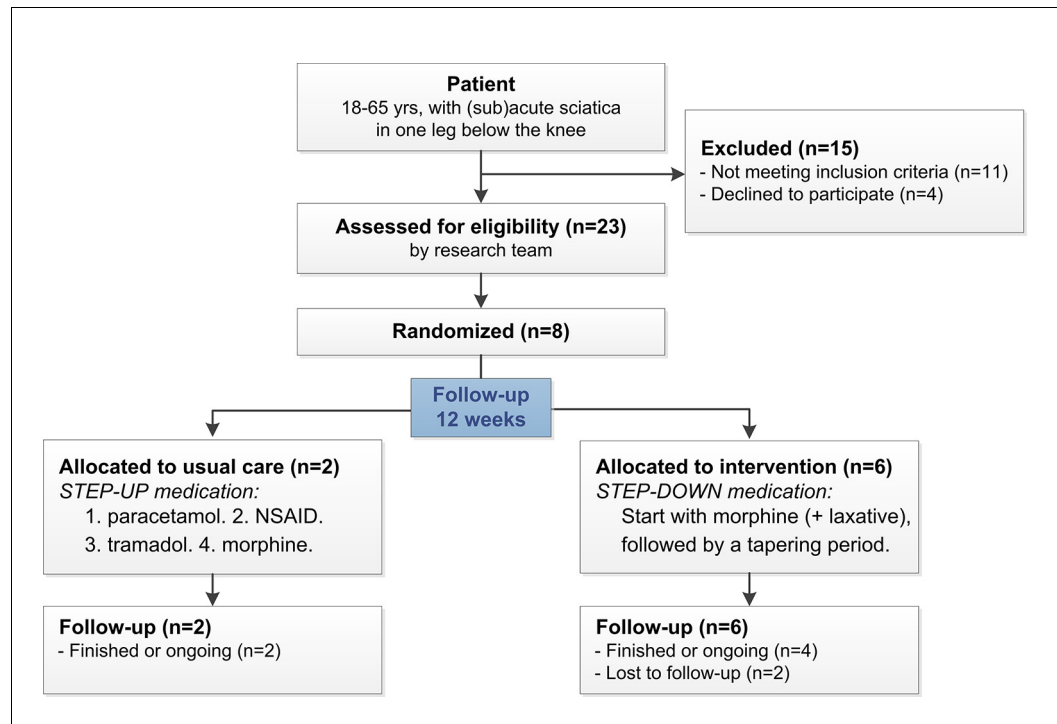 Patient
18-65 yrs, with (sub)acute sciatica
in one leg below the knee
Excluded (n=15)
- Not meeting inclusion criteria (n=11)
- Declined to participate (n=4)
Assessed for eligibility (n=23)
by research team
Randomized (n=8)
Follow-up
12 weeks
Allocated to usual care (n=2)
STEP-UP medication:
1. paracetamol. 2. NSAID.
3. tramadol. 4. morphine.
Allocated to intervention (n=6)
STEP-DOWN medication:
Start with morphine (+ laxative),
followed by a tapering period.
Follow-up (n=2)
- Finished or ongoing (n=2)
Follow-up (n=6)
- Finished or ongoing (n=4)
- Lost to follow-up (n=2)